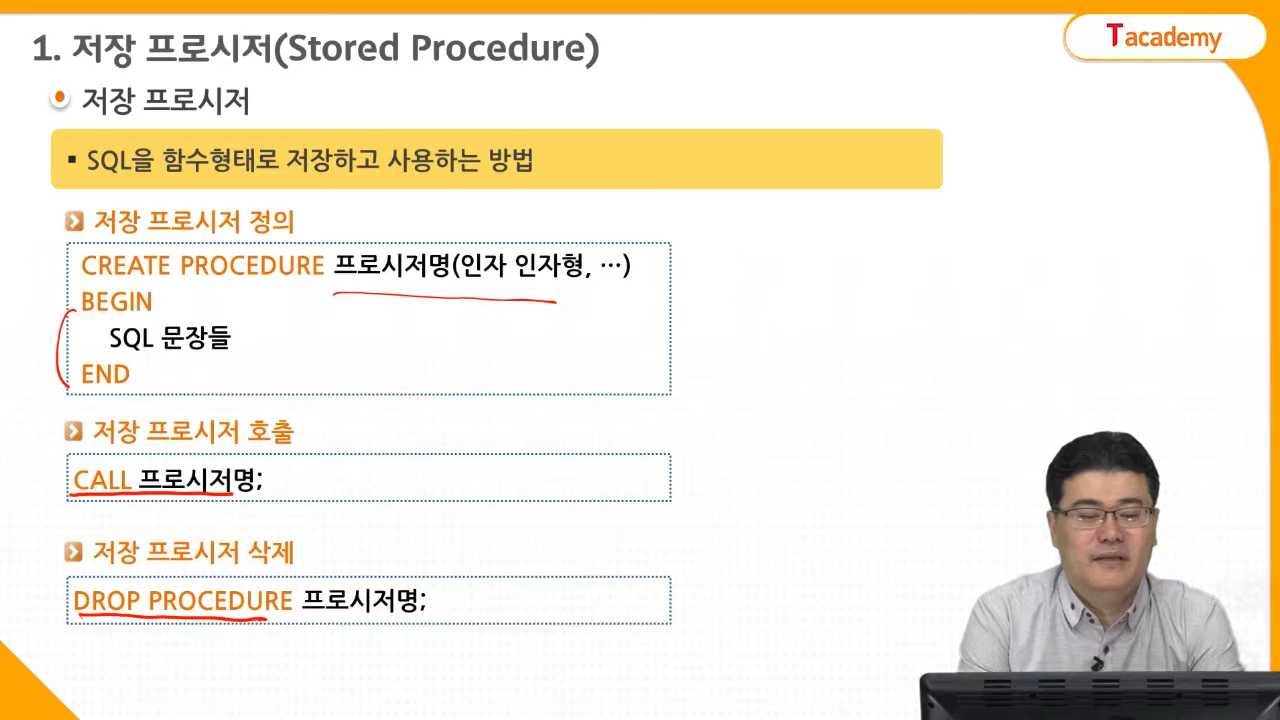 1. 저장 프로시저(Stored Procedure)
Tacademy
저장 프로시저
▪ SQL을 함수형태로 저장하고 사용하는 방법
저장 프로시저 정의
CREATE PROCEDURE 프로시저명(인자 인자형, …)
BEGIN
SQL 문장들
END
저장 프로시저 호출
CALL 프로시저명;
저장 프로시저 삭제
DROP PROCEDURE 프로시저명;